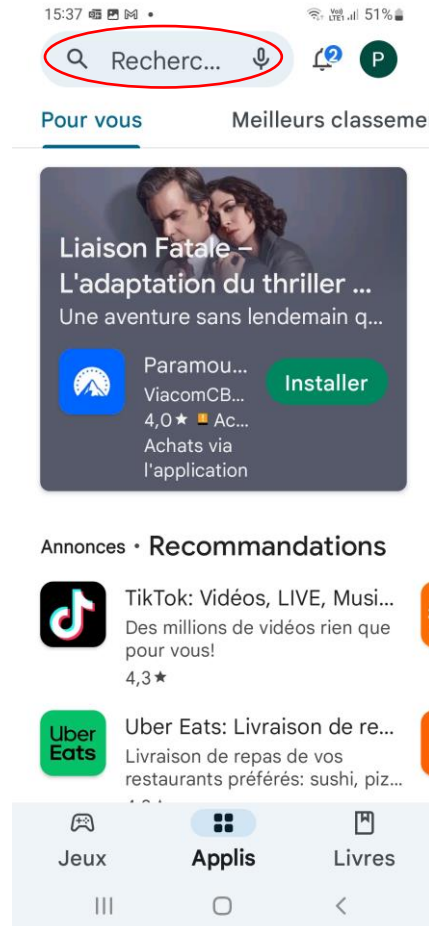 15:37 51%
Recherc... 2 P
Pour vous Meilleurs classeme
Liaison Fatale –
L'adaptation du thriller ...
Une aventure sans lendemain q...
Paramou...
ViacomCB...
4,0★ Ac...
Achats via
l'application
Installer
Annonces • Recommandations
TikTok: Vidéos, LIVE, Musi...
Des millions de vidéos rien que
pour vous!
4,3★
Uber
Eats
Uber Eats: Livraison de re...
Livraison de repas de vos
restaurants préférés: sushi, piz...
Jeux Applis Livres